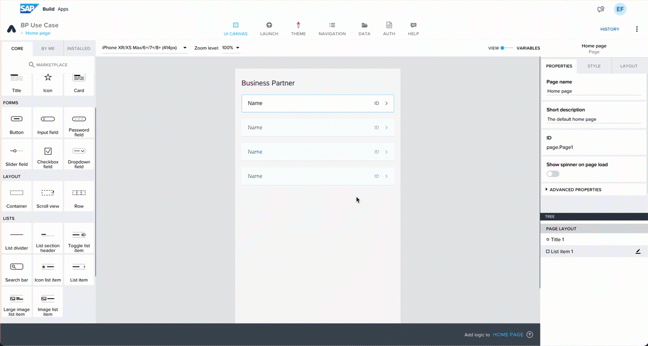 SAP Build Apps
EF
BP Use Case
Home page
UI CANVAS
LAUNCH
THEME
NAVIGATION
DATA
AUTH
HELP
HISTORY
CORE
BY ME
INSTALLED
iPhone XR/XS Max/6+/7+/8+ (414px)
Zoom level: 100%
VIEW
VARIABLES
Home page
Page
MARKETPLACE
Title
Icon
Card
FORMS
Button
Input field
Password field
Slider field
Checkbox field
Dropdown field
LAYOUT
Container
Scroll view
Row
LISTS
List divider
List section header
Toggle list item
Search bar
Icon list item
List item
Large image list item
Image list item
Business Partner
Name ID
Name ID
Name ID
Name ID
PROPERTIES
STYLE
LAYOUT
Page name
Home page
Short description
The default home page
ID
page.Page1
Show spinner on page load
ADVANCED PROPERTIES
TREE
PAGE LAYOUT
Title 1
List item 1
Add logic to HOME PAGE